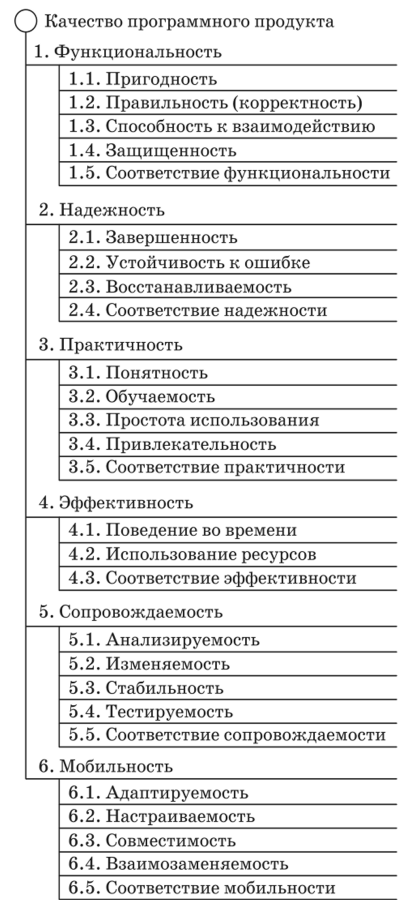 Качество программного продукта
1. Функциональность
1.1. Пригодность
1.2. Правильность (корректность)
1.3. Способность к взаимодействию
1.4. Защищенность
1.5. Соответствие функциональности
2. Надежность
2.1. Завершенность
2.2. Устойчивость к ошибке
2.3. Восстанавливаемость
2.4. Соответствие надежности
3. Практичность
3.1. Понятность
3.2. Обучаемость
3.3. Простота использования
3.4. Привлекательность
3.5. Соответствие практичности
4. Эффективность
4.1. Поведение во времени
4.2. Использование ресурсов
4.3. Соответствие эффективности
5. Сопровождаемость
5.1. Анализируемость
5.2. Изменяемость
5.3. Стабильность
5.4. Тестируемость
5.5. Соответствие сопровождаемости
6. Мобильность
6.1. Адаптируемость
6.2. Настраиваемость
6.3. Совместимость
6.4. Взаимозаменяемость
6.5. Соответствие мобильности